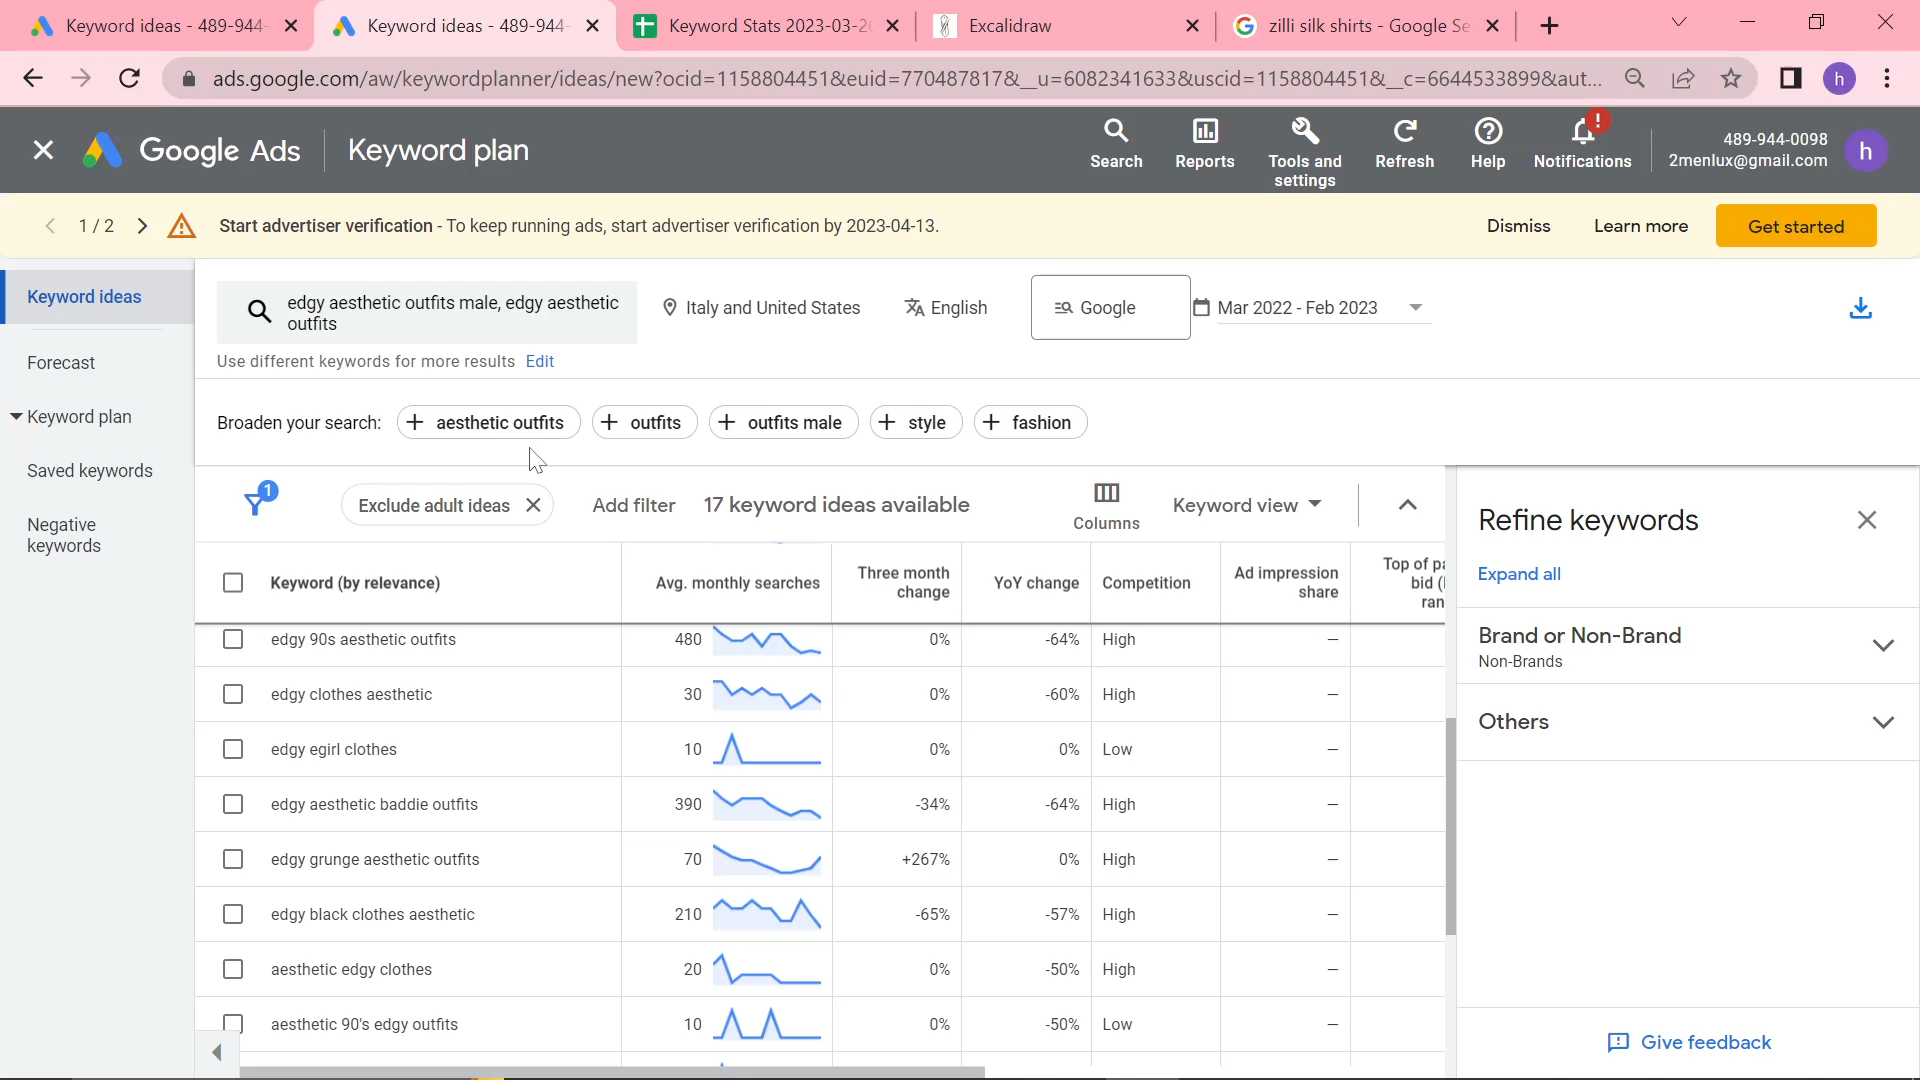 Keyword ideas - 489-944-
Keyword ideas - 489-944-
Keyword Stats 2023-03-2
Excalidraw
zilli silk shirts - Google Se
ads.google.com/aw/keywordplanner/ideas/new?ocid=1158804451&euid=770487817&__u=6082341633&uscid=1158804451&__c=6644533899&aut...
h
Google Ads
Keyword plan
Search
Reports
Tools and
settings
Refresh
Help
!
Notifications
489-944-0098
2menlux@gmail.com
h
1 / 2
Start advertiser verification - To keep running ads, start advertiser verification by 2023-04-13.
Dismiss
Learn more
Get started
Keyword ideas
Forecast
Keyword plan
Saved keywords
Negative
keywords
edgy aesthetic outfits male, edgy aesthetic
outfits
Italy and United States
English
Google
Mar 2022 - Feb 2023
Use different keywords for more results Edit
Broaden your search:
aesthetic outfits
outfits
outfits male
style
fashion
1
Exclude adult ideas
Add filter
17 keyword ideas available
Columns
Keyword view
Keyword (by relevance)
Avg. monthly searches
Three month
change
YoY change
Competition
Ad impression
share
Top of pa
bid (
ran
edgy 90s aesthetic outfits 480 0% -64% High –
edgy clothes aesthetic 30 0% -60% High –
edgy egirl clothes 10 0% 0% Low –
edgy aesthetic baddie outfits 390 -34% -64% High –
edgy grunge aesthetic outfits 70 +267% 0% High –
edgy black clothes aesthetic 210 -65% -57% High –
aesthetic edgy clothes 20 0% -50% High –
aesthetic 90's edgy outfits 10 0% -50% Low –
Refine keywords
Expand all
Brand or Non-Brand
Non-Brands
Others
Give feedback